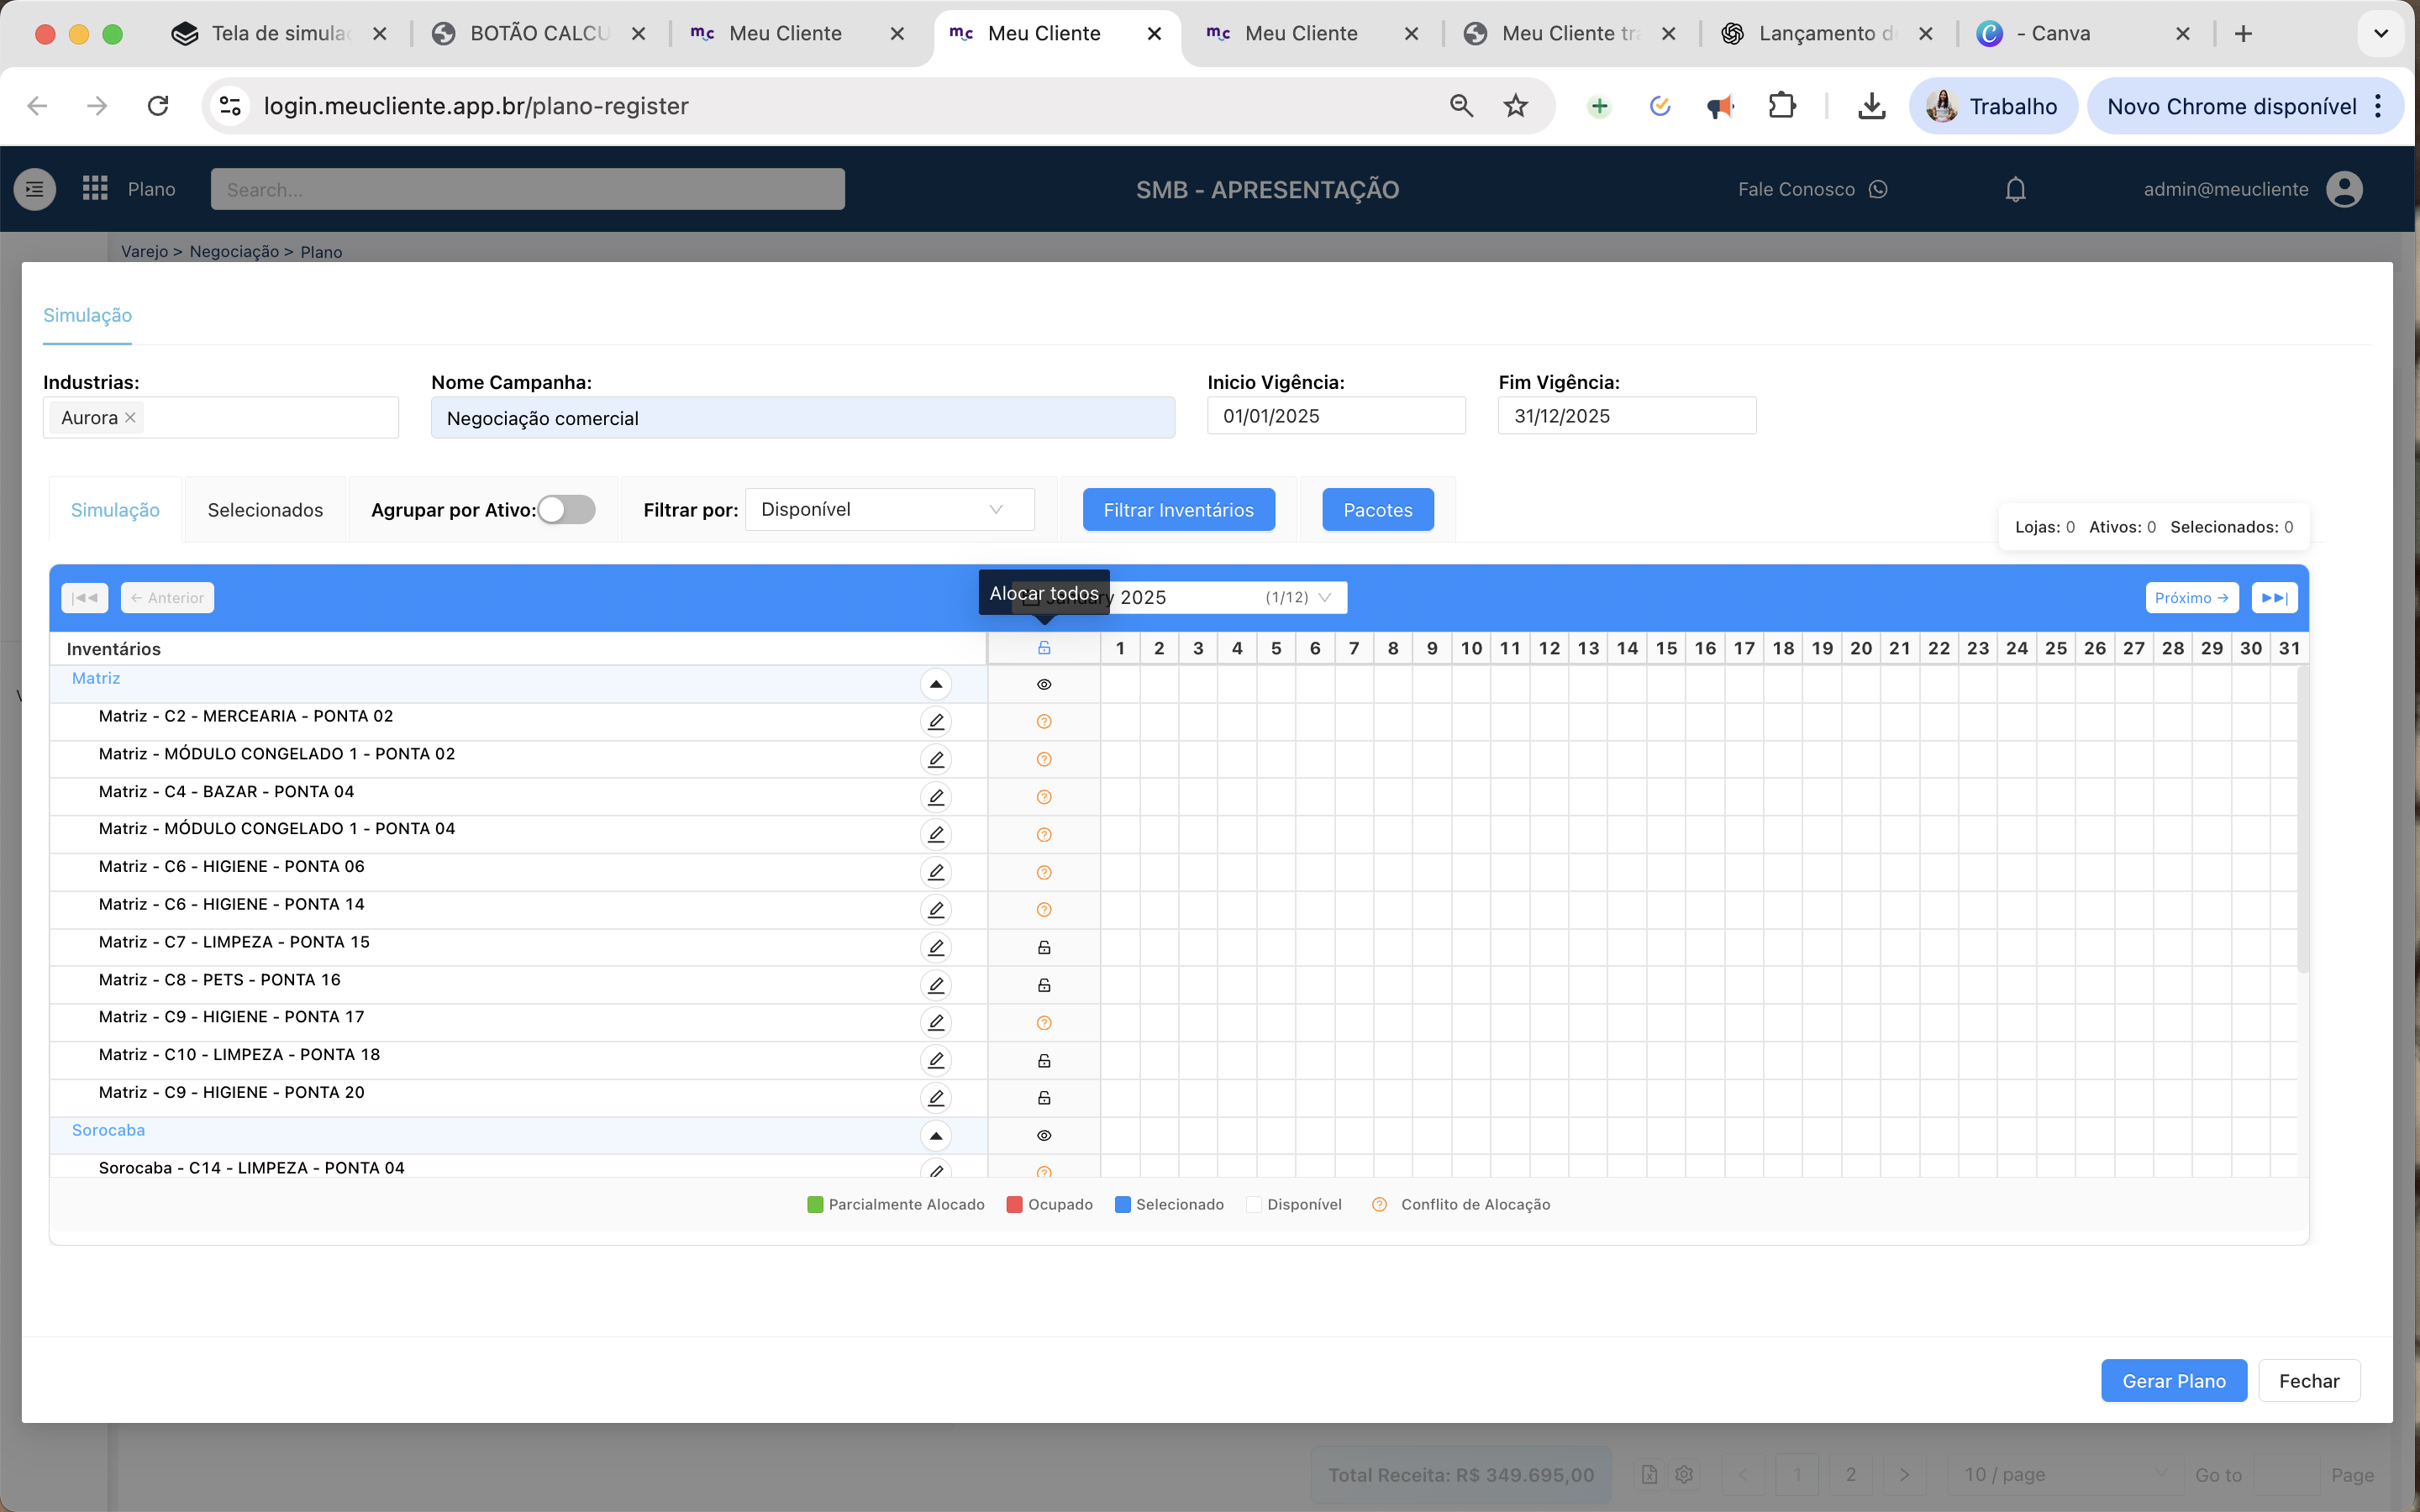 Tela de simula
BOTÃO CALCU
Meu Cliente
Meu Cliente
Meu Cliente
Meu Cliente tra
Lançamento de
- Canva
login.meucliente.app.br/plano-register
Trabalho
Novo Chrome disponível
Plano
Search...
SMB - APRESENTAÇÃO
Fale Conosco
admin@meucliente
Varejo > Negociação > Plano
Simulação
Industrias:
Nome Campanha:
Inicio Vigência:
Fim Vigência:
Aurora
Negociação comercial
01/01/2025
31/12/2025
Simulação
Selecionados
Agrupar por Ativo:
Filtrar por:
Disponível
Filtrar Inventários
Pacotes
Lojas: 0 Ativos: 0 Selecionados: 0
← Anterior
Alocar todos
January 2025 (1/12)
Próximo →
Inventários
1 2 3 4 5 6 7 8 9 10 11 12 13 14 15 16 17 18 19 20 21 22 23 24 25 26 27 28 29 30 31
Matriz
Matriz - C2 - MERCEARIA - PONTA 02
Matriz - MÓDULO CONGELADO 1 - PONTA 02
Matriz - C4 - BAZAR - PONTA 04
Matriz - MÓDULO CONGELADO 1 - PONTA 04
Matriz - C6 - HIGIENE - PONTA 06
Matriz - C6 - HIGIENE - PONTA 14
Matriz - C7 - LIMPEZA - PONTA 15
Matriz - C8 - PETS - PONTA 16
Matriz - C9 - HIGIENE - PONTA 17
Matriz - C10 - LIMPEZA - PONTA 18
Matriz - C9 - HIGIENE - PONTA 20
Sorocaba
Sorocaba - C14 - LIMPEZA - PONTA 04
Parcialmente Alocado
Ocupado
Selecionado
Disponível
Conflito de Alocação
Gerar Plano
Fechar
Total Receita: R$ 349.695,00
1
2
10 / page
Go to
Page